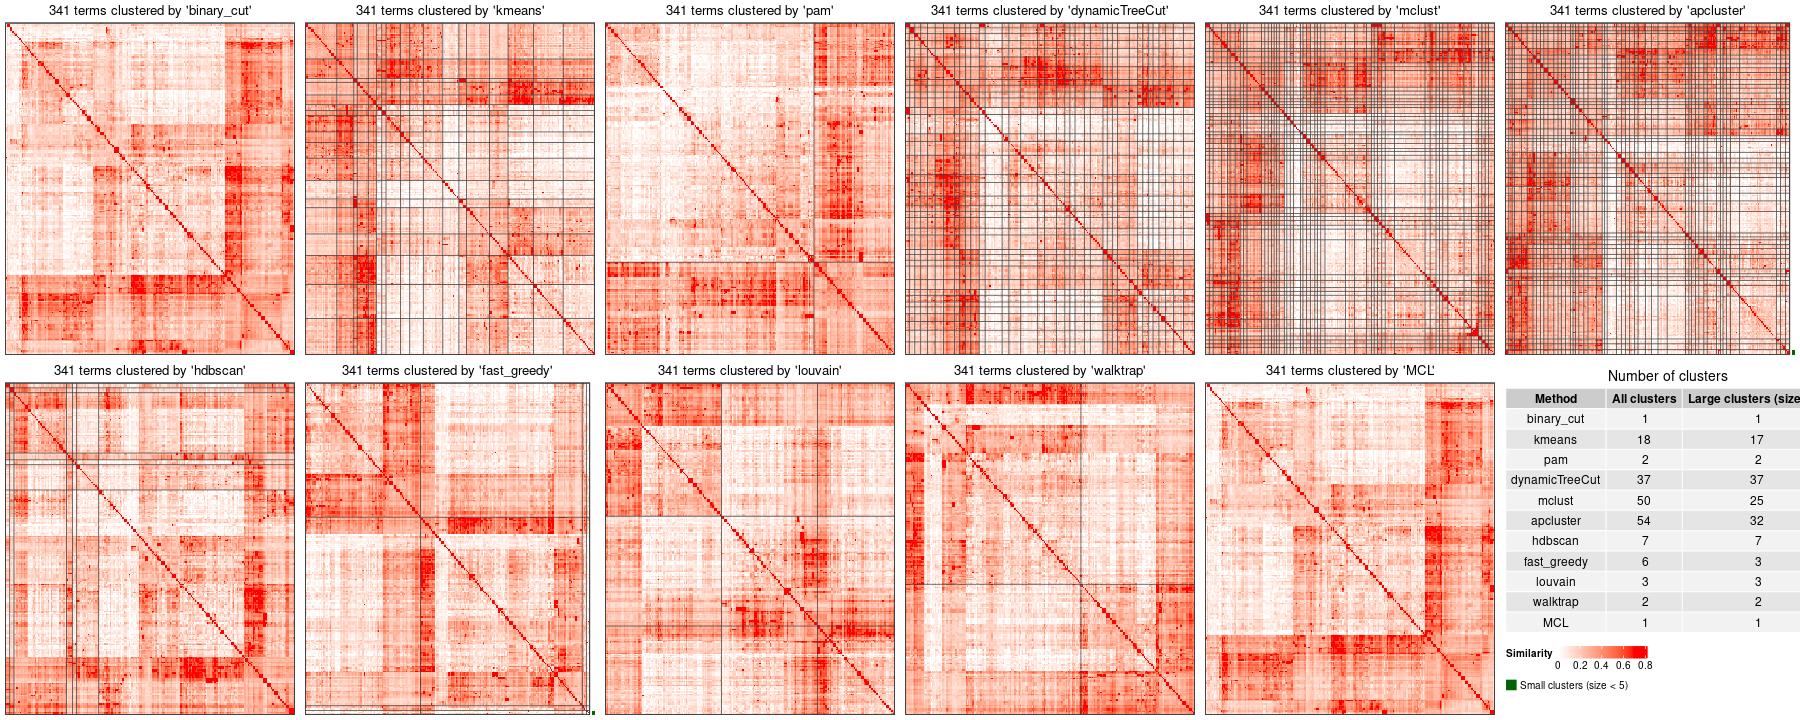 341 terms clustered by 'binary_cut'
341 terms clustered by 'kmeans'
341 terms clustered by 'pam'
341 terms clustered by 'dynamicTreeCut'
341 terms clustered by 'mclust'
341 terms clustered by 'apcluster'
341 terms clustered by 'hdbscan'
341 terms clustered by 'fast_greedy'
341 terms clustered by 'louvain'
341 terms clustered by 'walktrap'
341 terms clustered by 'MCL'
Number of clusters
Method All clusters Large clusters (size
binary_cut 1 1
kmeans 18 17
pam 2 2
dynamicTreeCut 37 37
mclust 50 25
apcluster 54 32
hdbscan 7 7
fast_greedy 6 3
louvain 3 3
walktrap 2 2
MCL 1 1
Similarity
0 0.2 0.4 0.6 0.8
Small clusters (size < 5)